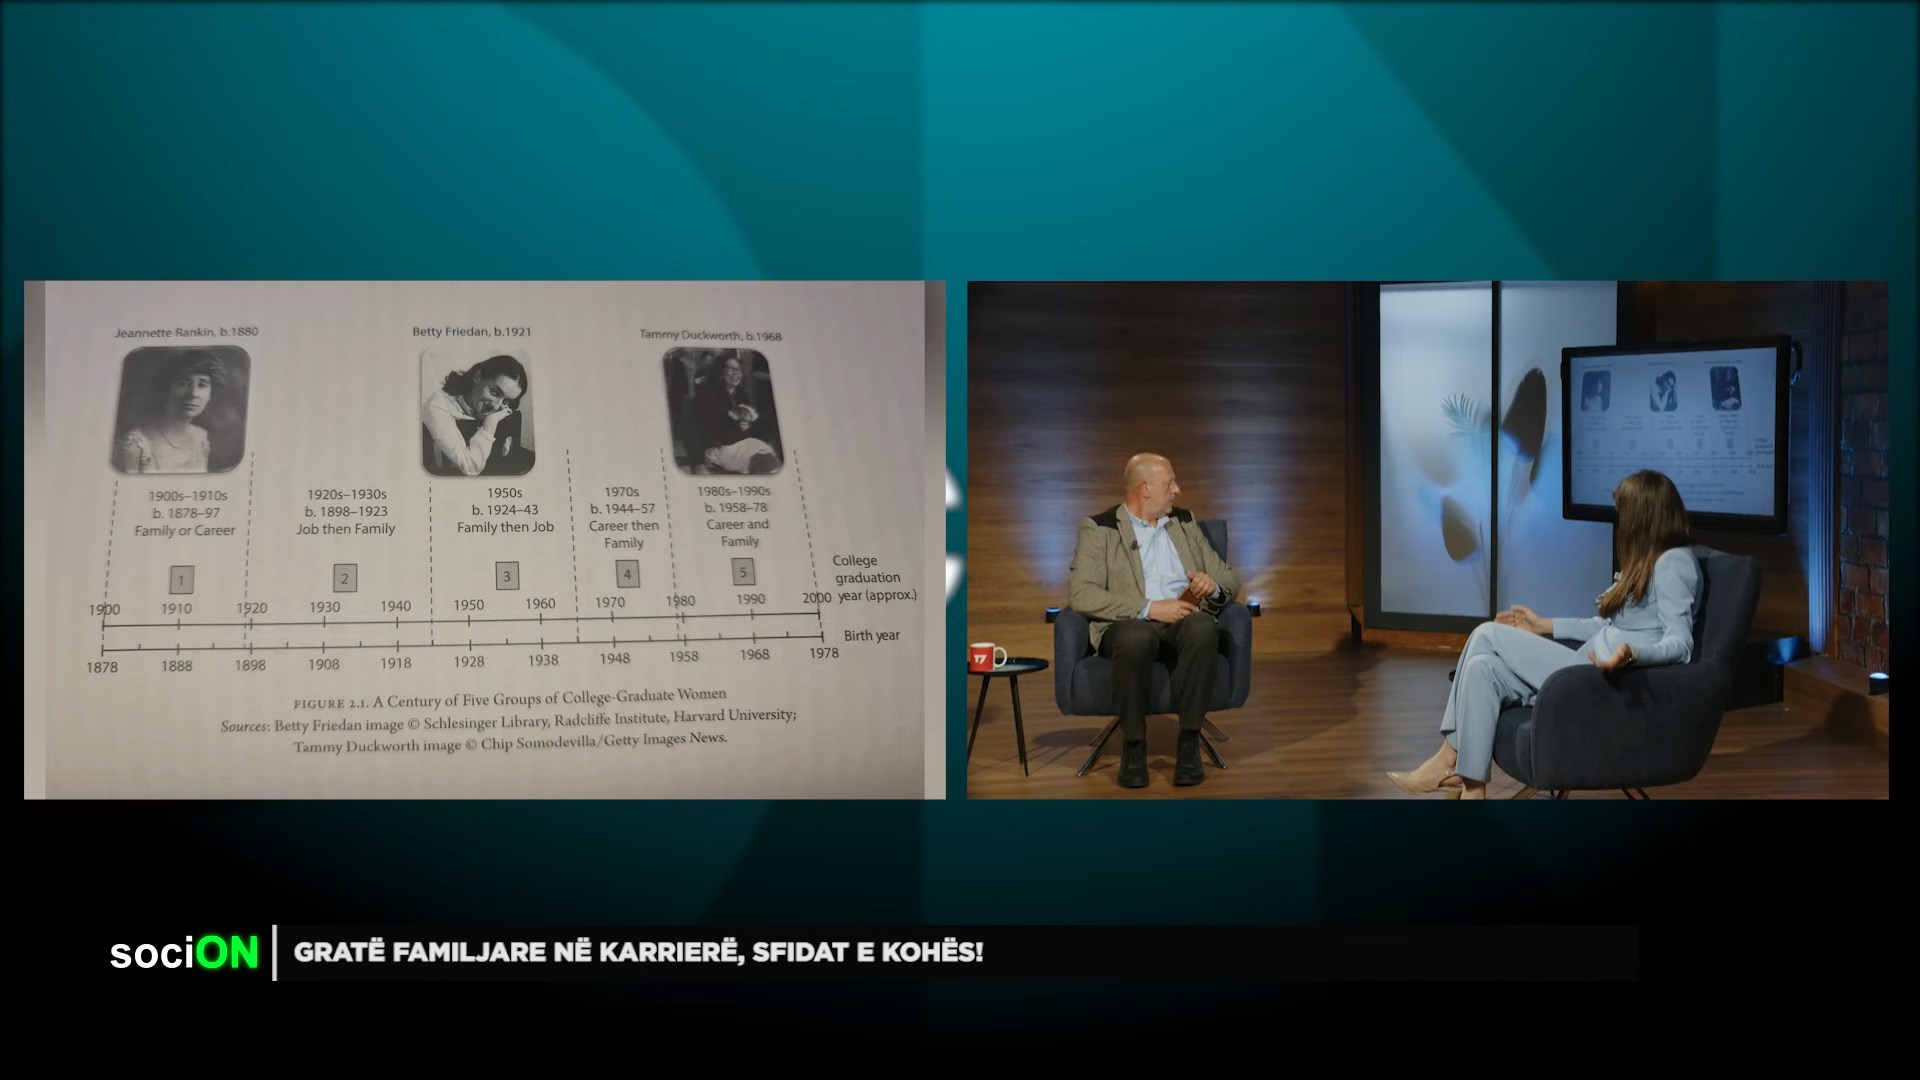 Jeannette Rankin, b.1880
Betty Friedan, b.1921
Tammy Duckworth, b.1968
1900s–1910s
b. 1878–97
Family or Career
1920s–1930s
b. 1898–1923
Job then Family
1950s
b. 1924–43
Family then Job
1970s
b. 1944–57
Career then
Family
1980s–1990s
b. 1958–78
Career and
Family
1
2
3
4
5
College
graduation
year (approx.)
1900 1910 1920 1930 1940 1950 1960 1970 1980 1990 2000
Birth year
1878 1888 1898 1908 1918 1928 1938 1948 1958 1968 1978
FIGURE 2.1. A Century of Five Groups of College-Graduate Women
Sources: Betty Friedan image © Schlesinger Library, Radcliffe Institute, Harvard University;
Tammy Duckworth image © Chip Somodevilla/Getty Images News.
T7
sociON
GRATË FAMILJARE NË KARRIERË, SFIDAT E KOHËS!